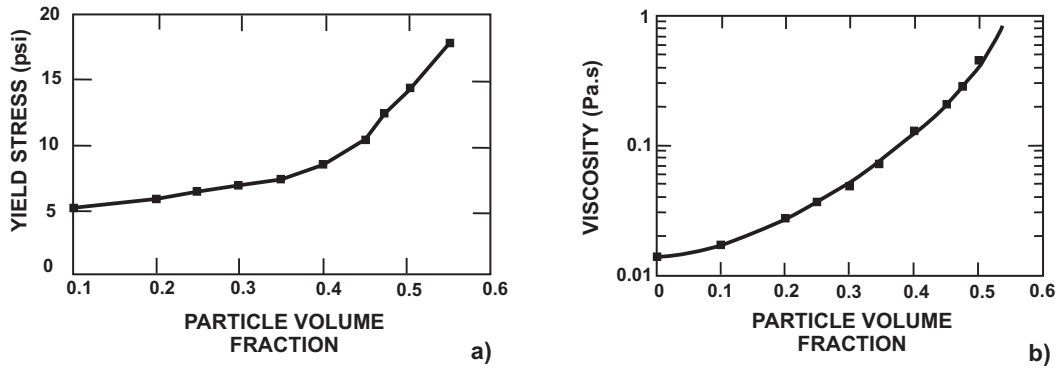 20
15
10
5
0
YIELD STRESS (psi)
0.1 0.2 0.3 0.4 0.5 0.6
PARTICLE VOLUME
FRACTION
a)
1
0.1
0.01
VISCOSITY (Pa.s)
0 0.1 0.2 0.3 0.4 0.5 0.6
PARTICLE VOLUME
FRACTION
b)